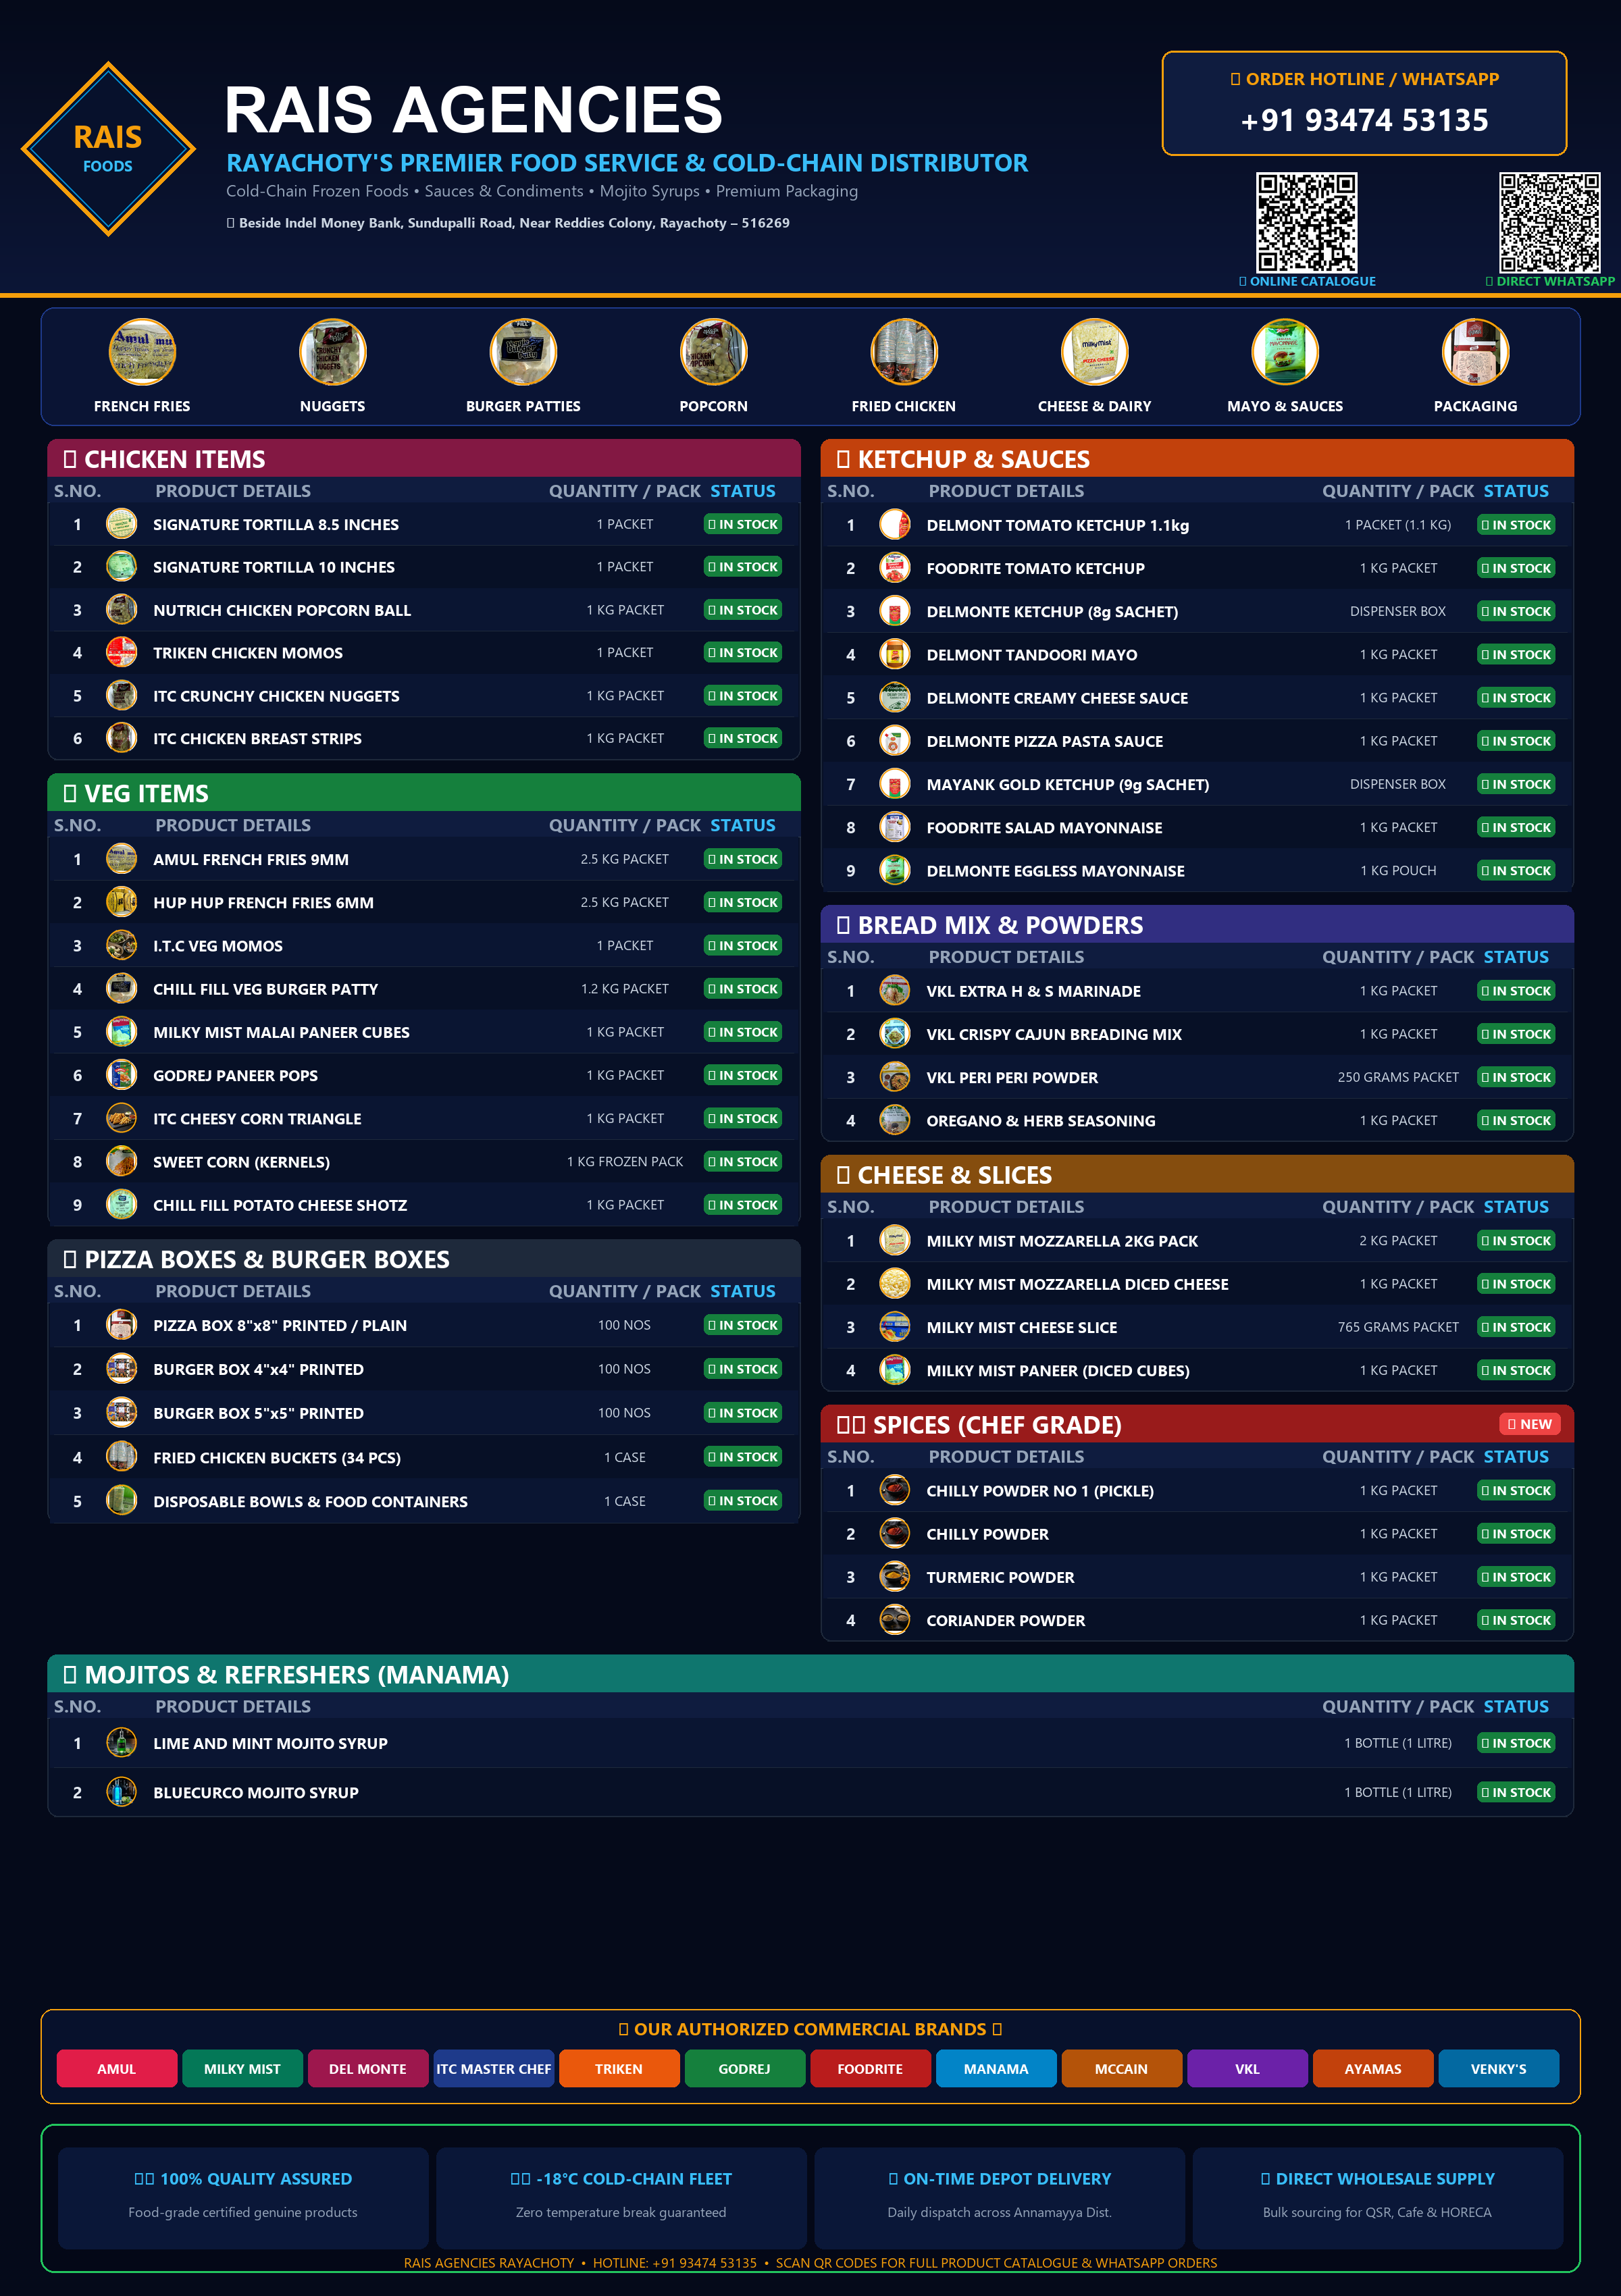 RAIS
FOODS
RAIS AGENCIES
RAYACHOTY'S PREMIER FOOD SERVICE & COLD-CHAIN DISTRIBUTOR
Cold-Chain Frozen Foods • Sauces & Condiments • Mojito Syrups • Premium Packaging
Beside Indel Money Bank, Sundupalli Road, Near Reddies Colony, Rayachoty – 516269
ORDER HOTLINE / WHATSAPP
+91 93474 53135
ONLINE CATALOGUE
DIRECT WHATSAPP
FRENCH FRIES
NUGGETS
BURGER PATTIES
POPCORN
FRIED CHICKEN
CHEESE & DAIRY
MAYO & SAUCES
PACKAGING
CHICKEN ITEMS
S.NO. PRODUCT DETAILS QUANTITY / PACK STATUS
1 SIGNATURE TORTILLA 8.5 INCHES 1 PACKET IN STOCK
2 SIGNATURE TORTILLA 10 INCHES 1 PACKET IN STOCK
3 NUTRICH CHICKEN POPCORN BALL 1 KG PACKET IN STOCK
4 TRIKEN CHICKEN MOMOS 1 PACKET IN STOCK
5 ITC CRUNCHY CHICKEN NUGGETS 1 KG PACKET IN STOCK
6 ITC CHICKEN BREAST STRIPS 1 KG PACKET IN STOCK
VEG ITEMS
S.NO. PRODUCT DETAILS QUANTITY / PACK STATUS
1 AMUL FRENCH FRIES 9MM 2.5 KG PACKET IN STOCK
2 HUP HUP FRENCH FRIES 6MM 2.5 KG PACKET IN STOCK
3 I.T.C VEG MOMOS 1 PACKET IN STOCK
4 CHILL FILL VEG BURGER PATTY 1.2 KG PACKET IN STOCK
5 MILKY MIST MALAI PANEER CUBES 1 KG PACKET IN STOCK
6 GODREJ PANEER POPS 1 KG PACKET IN STOCK
7 ITC CHEESY CORN TRIANGLE 1 KG PACKET IN STOCK
8 SWEET CORN (KERNELS) 1 KG FROZEN PACK IN STOCK
9 CHILL FILL POTATO CHEESE SHOTZ 1 KG PACKET IN STOCK
PIZZA BOXES & BURGER BOXES
S.NO. PRODUCT DETAILS QUANTITY / PACK STATUS
1 PIZZA BOX 8"x8" PRINTED / PLAIN 100 NOS IN STOCK
2 BURGER BOX 4"x4" PRINTED 100 NOS IN STOCK
3 BURGER BOX 5"x5" PRINTED 100 NOS IN STOCK
4 FRIED CHICKEN BUCKETS (34 PCS) 1 CASE IN STOCK
5 DISPOSABLE BOWLS & FOOD CONTAINERS 1 CASE IN STOCK
KETCHUP & SAUCES
S.NO. PRODUCT DETAILS QUANTITY / PACK STATUS
1 DELMONT TOMATO KETCHUP 1.1kg 1 PACKET (1.1 KG) IN STOCK
2 FOODRITE TOMATO KETCHUP 1 KG PACKET IN STOCK
3 DELMONTE KETCHUP (8g SACHET) DISPENSER BOX IN STOCK
4 DELMONT TANDOORI MAYO 1 KG PACKET IN STOCK
5 DELMONTE CREAMY CHEESE SAUCE 1 KG PACKET IN STOCK
6 DELMONTE PIZZA PASTA SAUCE 1 KG PACKET IN STOCK
7 MAYANK GOLD KETCHUP (9g SACHET) DISPENSER BOX IN STOCK
8 FOODRITE SALAD MAYONNAISE 1 KG PACKET IN STOCK
9 DELMONTE EGGLESS MAYONNAISE 1 KG POUCH IN STOCK
BREAD MIX & POWDERS
S.NO. PRODUCT DETAILS QUANTITY / PACK STATUS
1 VKL EXTRA H & S MARINADE 1 KG PACKET IN STOCK
2 VKL CRISPY CAJUN BREADING MIX 1 KG PACKET IN STOCK
3 VKL PERI PERI POWDER 250 GRAMS PACKET IN STOCK
4 OREGANO & HERB SEASONING 1 KG PACKET IN STOCK
CHEESE & SLICES
S.NO. PRODUCT DETAILS QUANTITY / PACK STATUS
1 MILKY MIST MOZZARELLA 2KG PACK 2 KG PACKET IN STOCK
2 MILKY MIST MOZZARELLA DICED CHEESE 1 KG PACKET IN STOCK
3 MILKY MIST CHEESE SLICE 765 GRAMS PACKET IN STOCK
4 MILKY MIST PANEER (DICED CUBES) 1 KG PACKET IN STOCK
SPICES (CHEF GRADE) NEW
S.NO. PRODUCT DETAILS QUANTITY / PACK STATUS
1 CHILLY POWDER NO 1 (PICKLE) 1 KG PACKET IN STOCK
2 CHILLY POWDER 1 KG PACKET IN STOCK
3 TURMERIC POWDER 1 KG PACKET IN STOCK
4 CORIANDER POWDER 1 KG PACKET IN STOCK
MOJITOS & REFRESHERS (MANAMA)
S.NO. PRODUCT DETAILS QUANTITY / PACK STATUS
1 LIME AND MINT MOJITO SYRUP 1 BOTTLE (1 LITRE) IN STOCK
2 BLUECURCO MOJITO SYRUP 1 BOTTLE (1 LITRE) IN STOCK
OUR AUTHORIZED COMMERCIAL BRANDS
AMUL MILKY MIST DEL MONTE ITC MASTER CHEF TRIKEN GODREJ FOODRITE MANAMA MCCAIN VKL AYAMAS VENKY'S
100% QUALITY ASSURED
Food-grade certified genuine products
-18°C COLD-CHAIN FLEET
Zero temperature break guaranteed
ON-TIME DEPOT DELIVERY
Daily dispatch across Annamayya Dist.
DIRECT WHOLESALE SUPPLY
Bulk sourcing for QSR, Cafe & HORECA
RAIS AGENCIES RAYACHOTY • HOTLINE: +91 93474 53135 • SCAN QR CODES FOR FULL PRODUCT CATALOGUE & WHATSAPP ORDERS